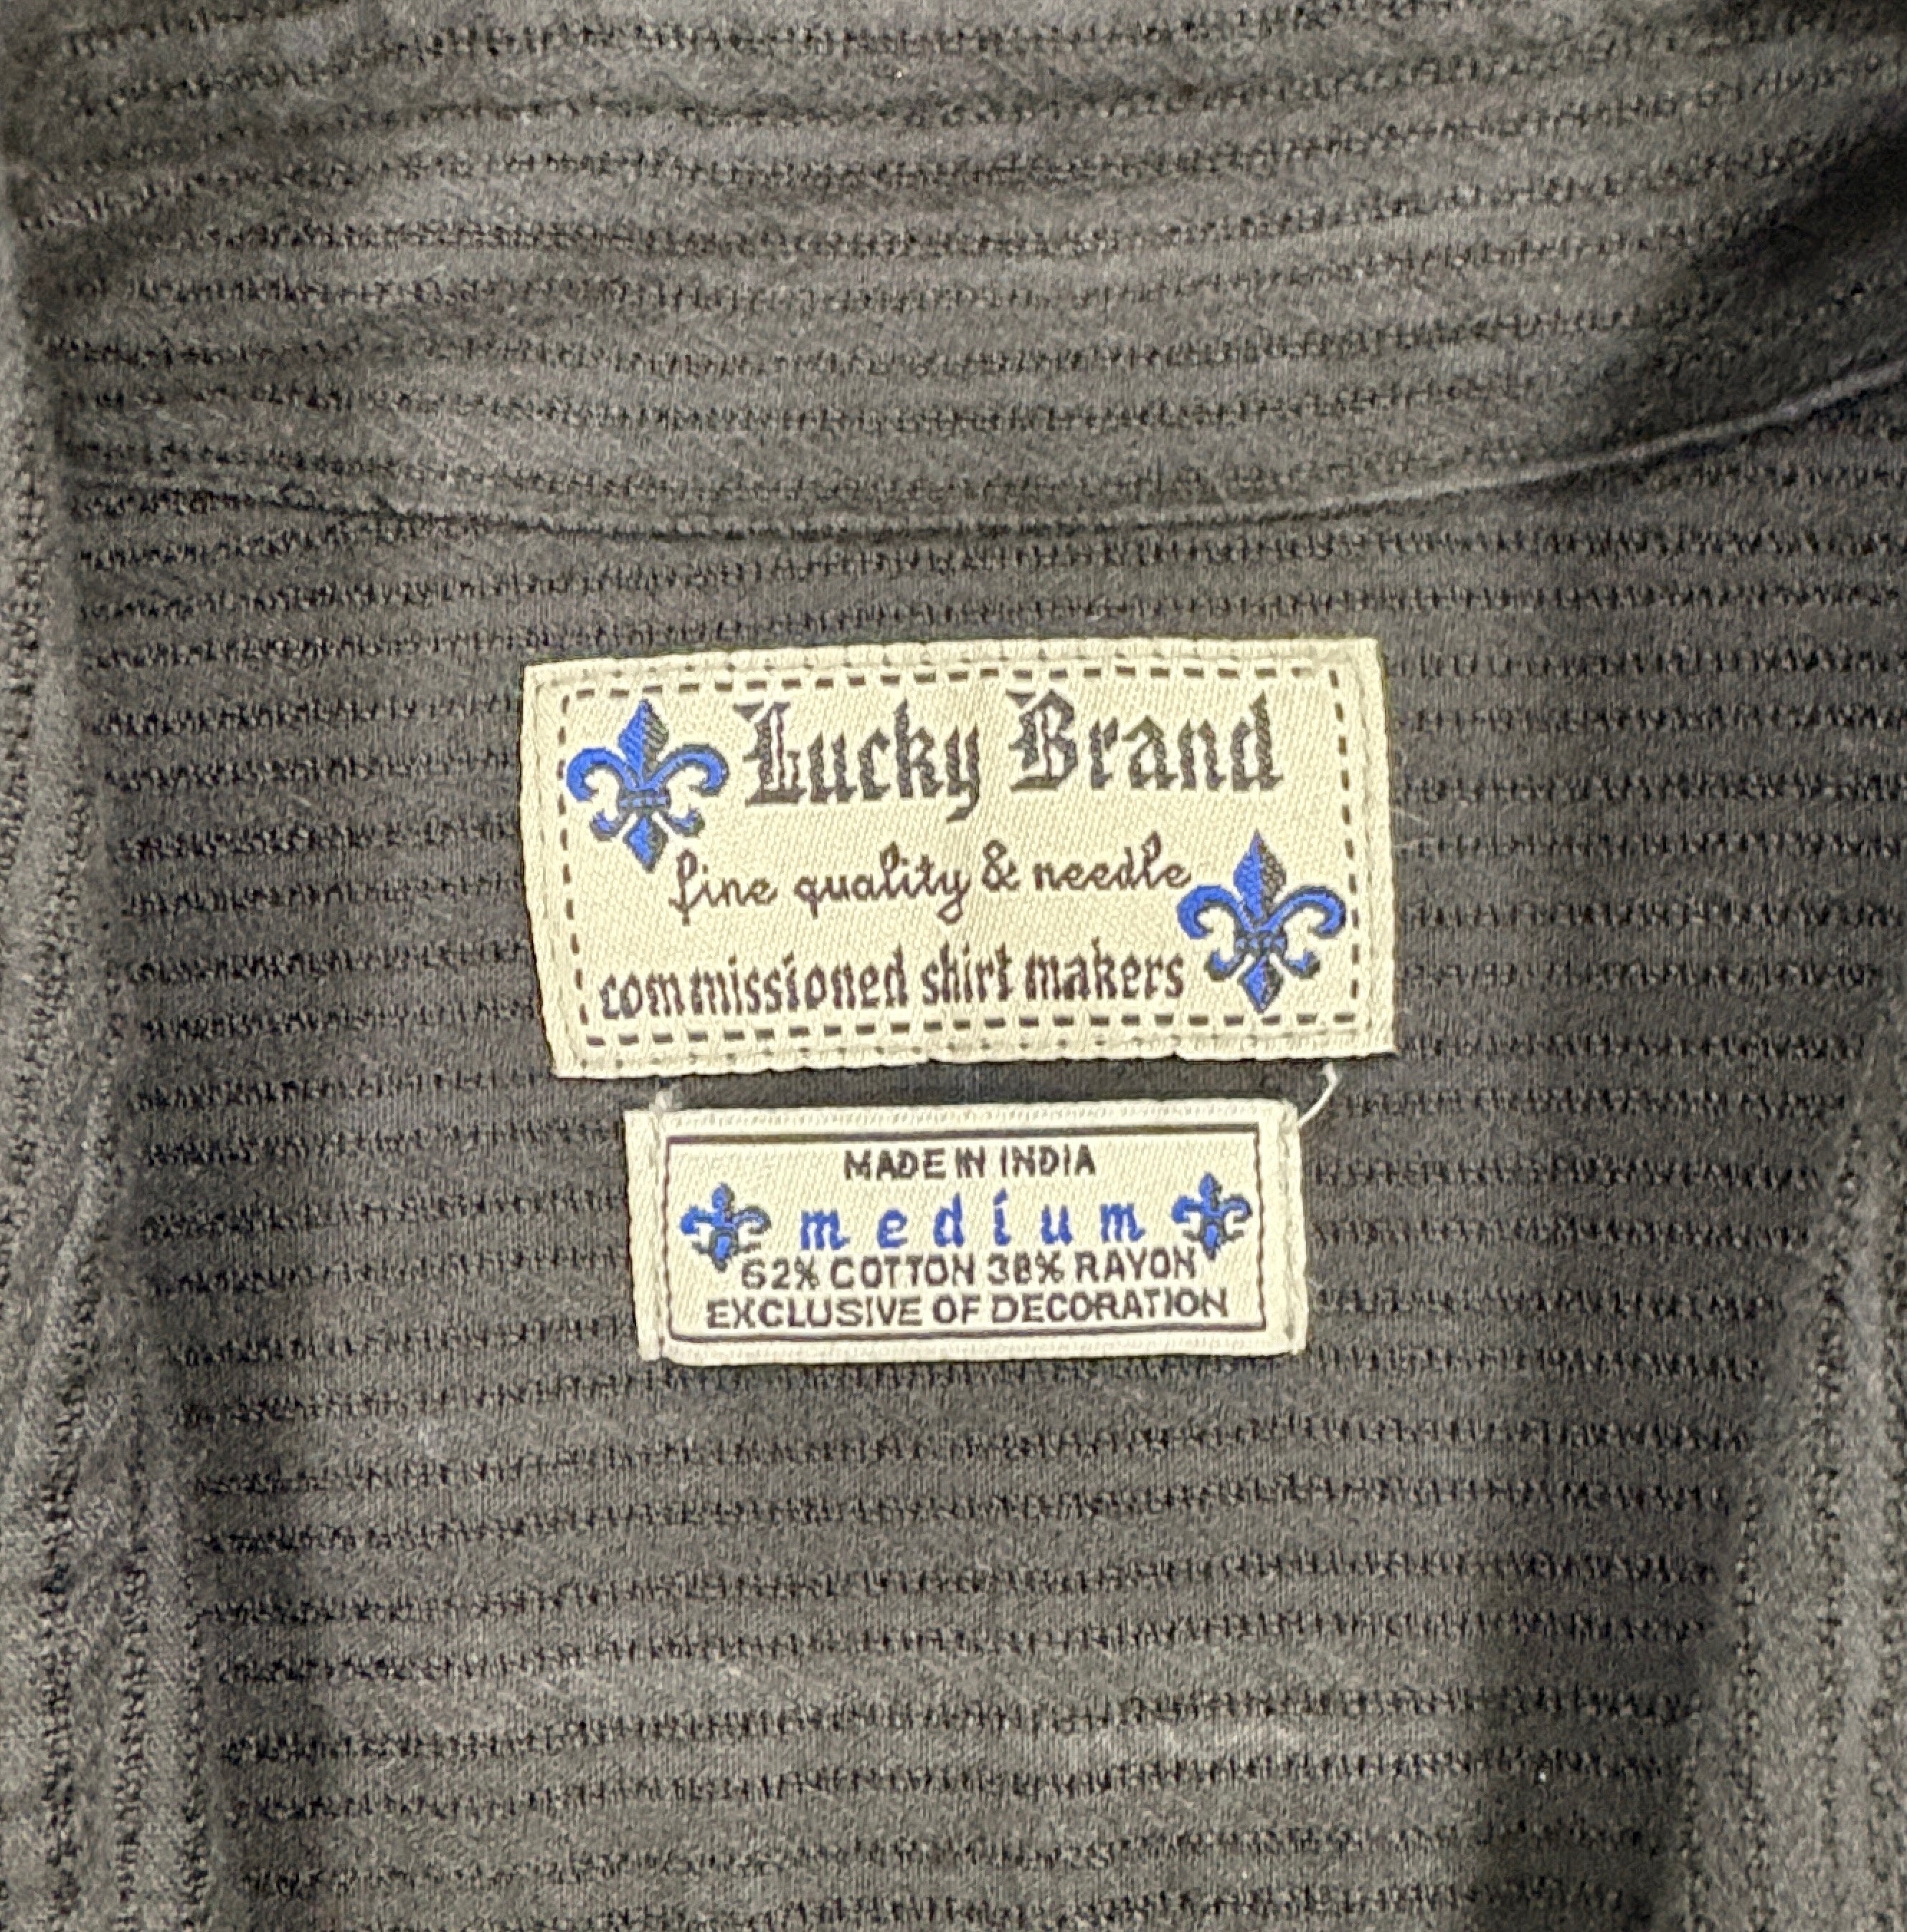 Lucky Brand
fine quality & needle
commissioned shirt makers
MADE IN INDIA
medium
62% COTTON 38% RAYON
EXCLUSIVE OF DECORATION